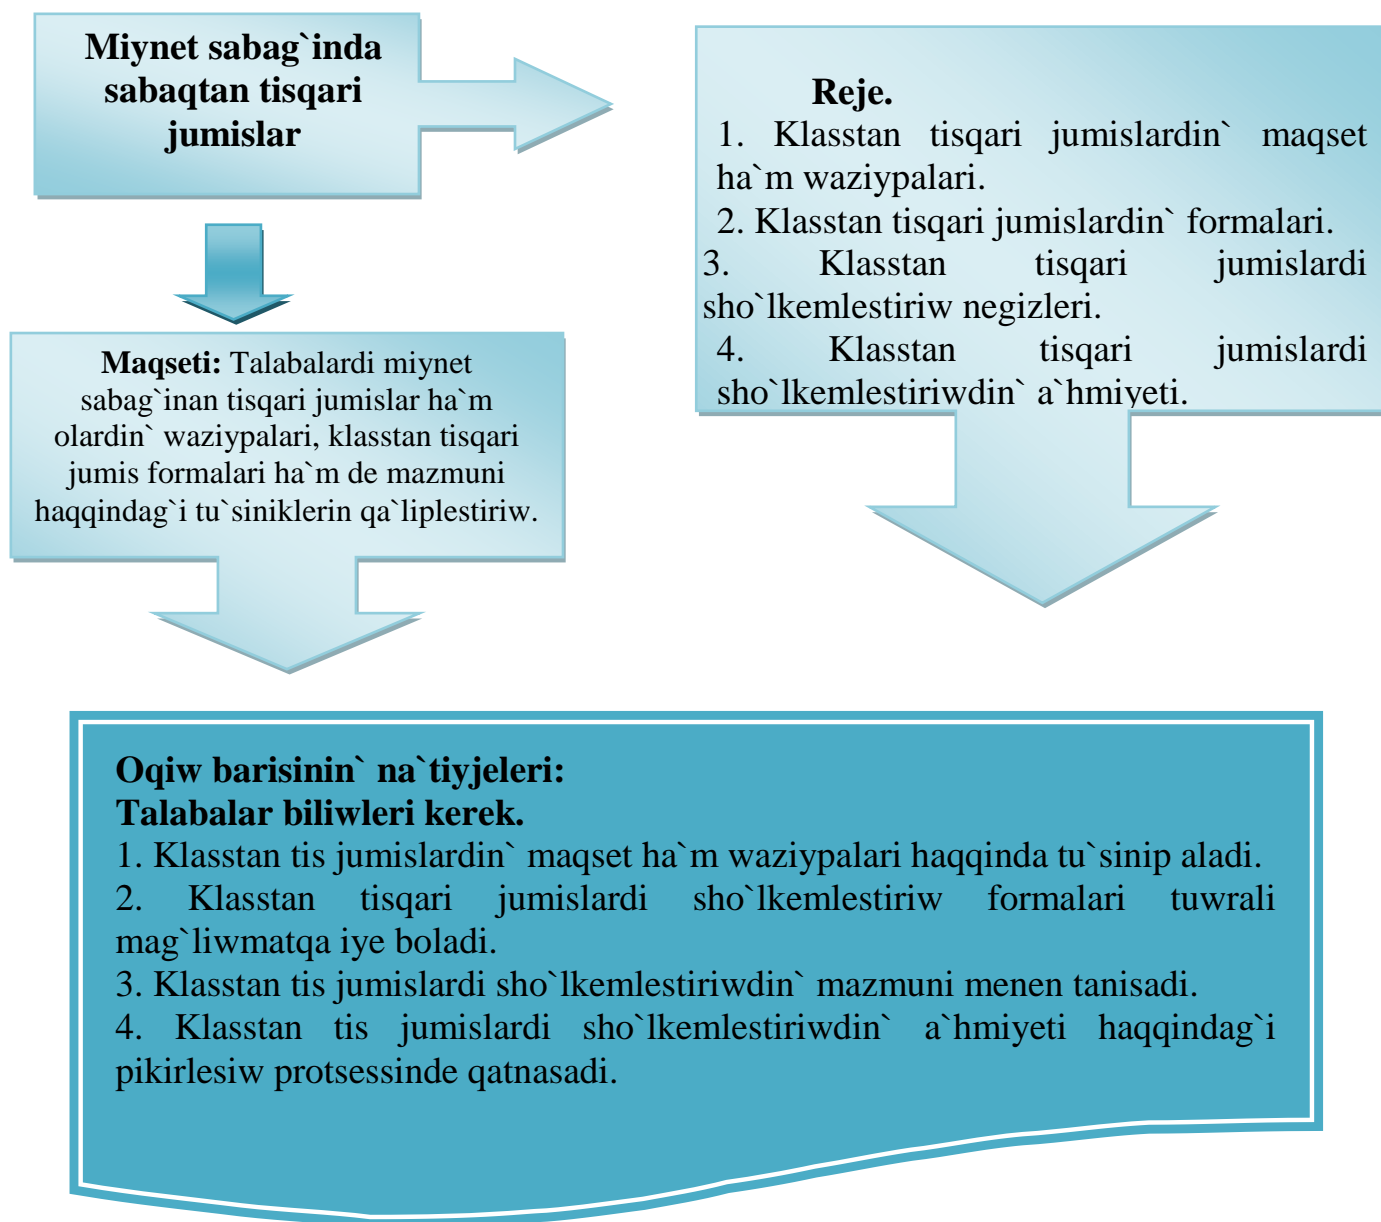 Miynet sabag`inda
sabaqtan tisqari
jumislar
Reje.
1. Klasstan tisqari jumislardin` maqset
ha`m waziypalari.
2. Klasstan tisqari jumislardin` formalari.
3. Klasstan tisqari jumislardi
sho`lkemlestiriw negizleri.
4. Klasstan tisqari jumislardi
sho`lkemlestiriwdin` a`hmiyeti.
Maqseti: Talabalardi miynet
sabag`inan tisqari jumislar ha`m
olardin` waziypalari, klasstan tisqari
jumis formalari ha`m de mazmuni
haqqindag`i tu`siniklerin qa`liplestiriw.
Oqiw barisinin` na`tiyjeleri:
Talabalar biliwleri kerek.
1. Klasstan tis jumislardin` maqset ha`m waziypalari haqqinda tu`sinip aladi.
2. Klasstan tisqari jumislardi sho`lkemlestiriw formalari tuwrali
mag`liwmatqa iye boladi.
3. Klasstan tis jumislardi sho`lkemlestiriwdin` mazmuni menen tanisadi.
4. Klasstan tis jumislardi sho`lkemlestiriwdin` a`hmiyeti haqqindag`i
pikirlesiw protsessinde qatnasadi.